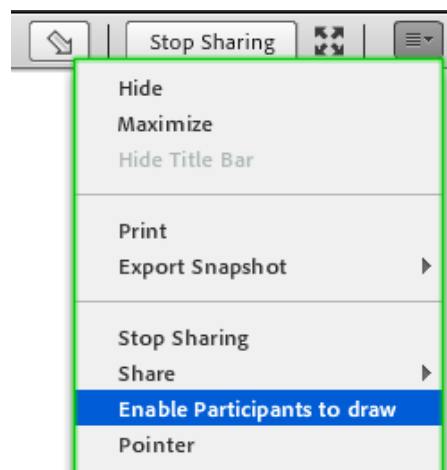 Stop Sharing
Hide
Maximize
Hide Title Bar
Print
Export Snapshot
Stop Sharing
Share
Enable Participants to draw
Pointer